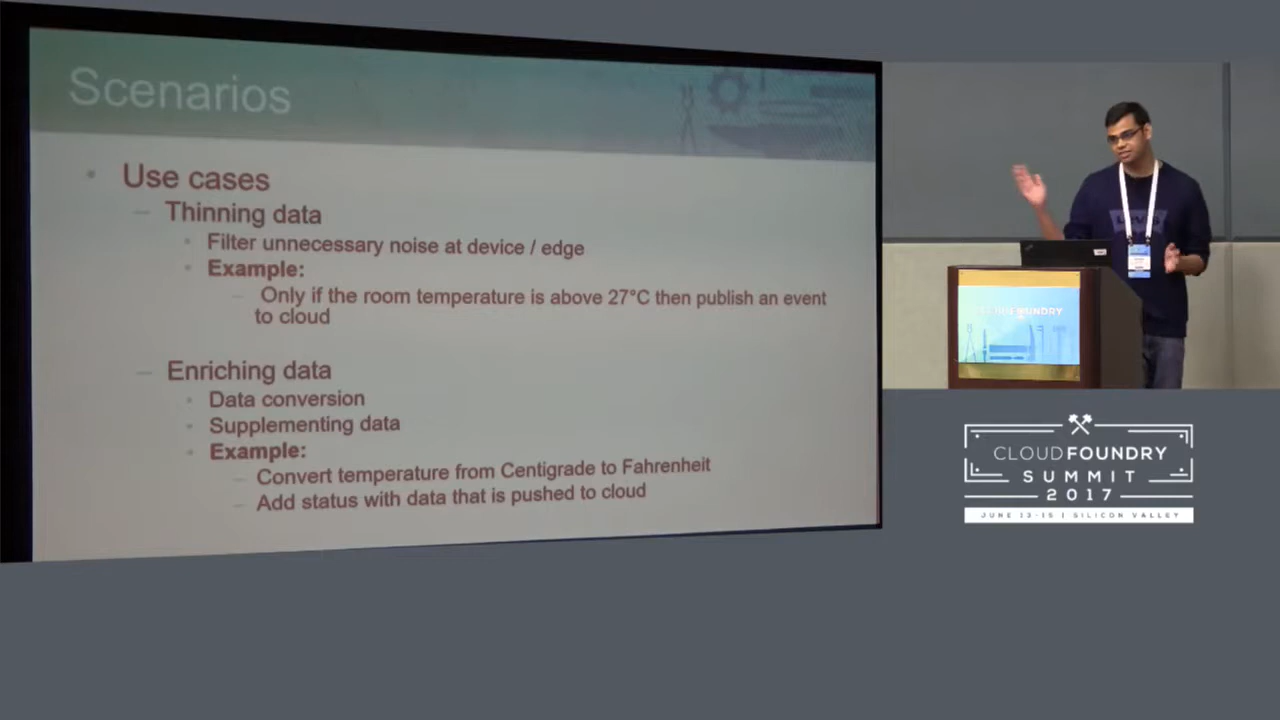 Scenarios
Use cases
Thinning data
Filter unnecessary noise at device / edge
Example:
Only if the room temperature is above 27°C then publish an event
to cloud
Enriching data
Data conversion
Supplementing data
Example:
Convert temperature from Centigrade to Fahrenheit
Add status with data that is pushed to cloud
CLOUD FOUNDRY
SUMMIT
2017
JUNE 13-15 | SILICON VALLEY